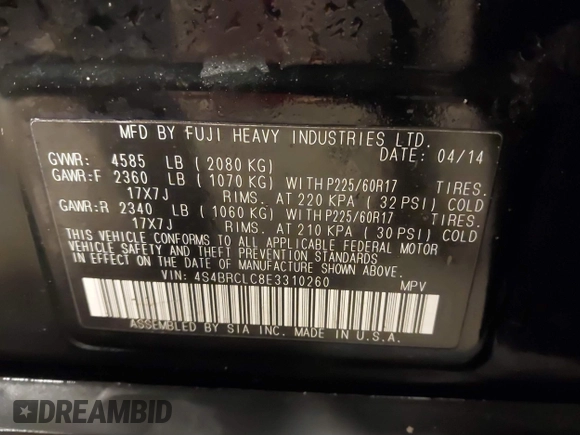 MFD BY FUJI HEAVY INDUSTRIES LTD.
DATE: 04/14
GVWR: 4585 LB ( 2080 KG)
GAWR:F 2360 LB ( 1070 KG) WITH P225/60R17 TIRES.
17X7J RIMS. AT 220 KPA ( 32 PSI) COLD
GAWR:R 2340 LB ( 1060 KG) WITH P225/60R17 TIRES.
17X7J RIMS. AT 210 KPA ( 30 PSI) COLD
THIS VEHICLE CONFORMS TO ALL APPLICABLE FEDERAL MOTOR
VEHICLE SAFETY AND THEFT PREVENTION STANDARDS
IN EFFECT ON THE DATE OF MANUFACTURE SHOWN ABOVE.
VIN: 4S4BRCLC8E3310260 MPV
ASSEMBLED BY SIA INC. MADE IN U.S.A.
DREAMBID